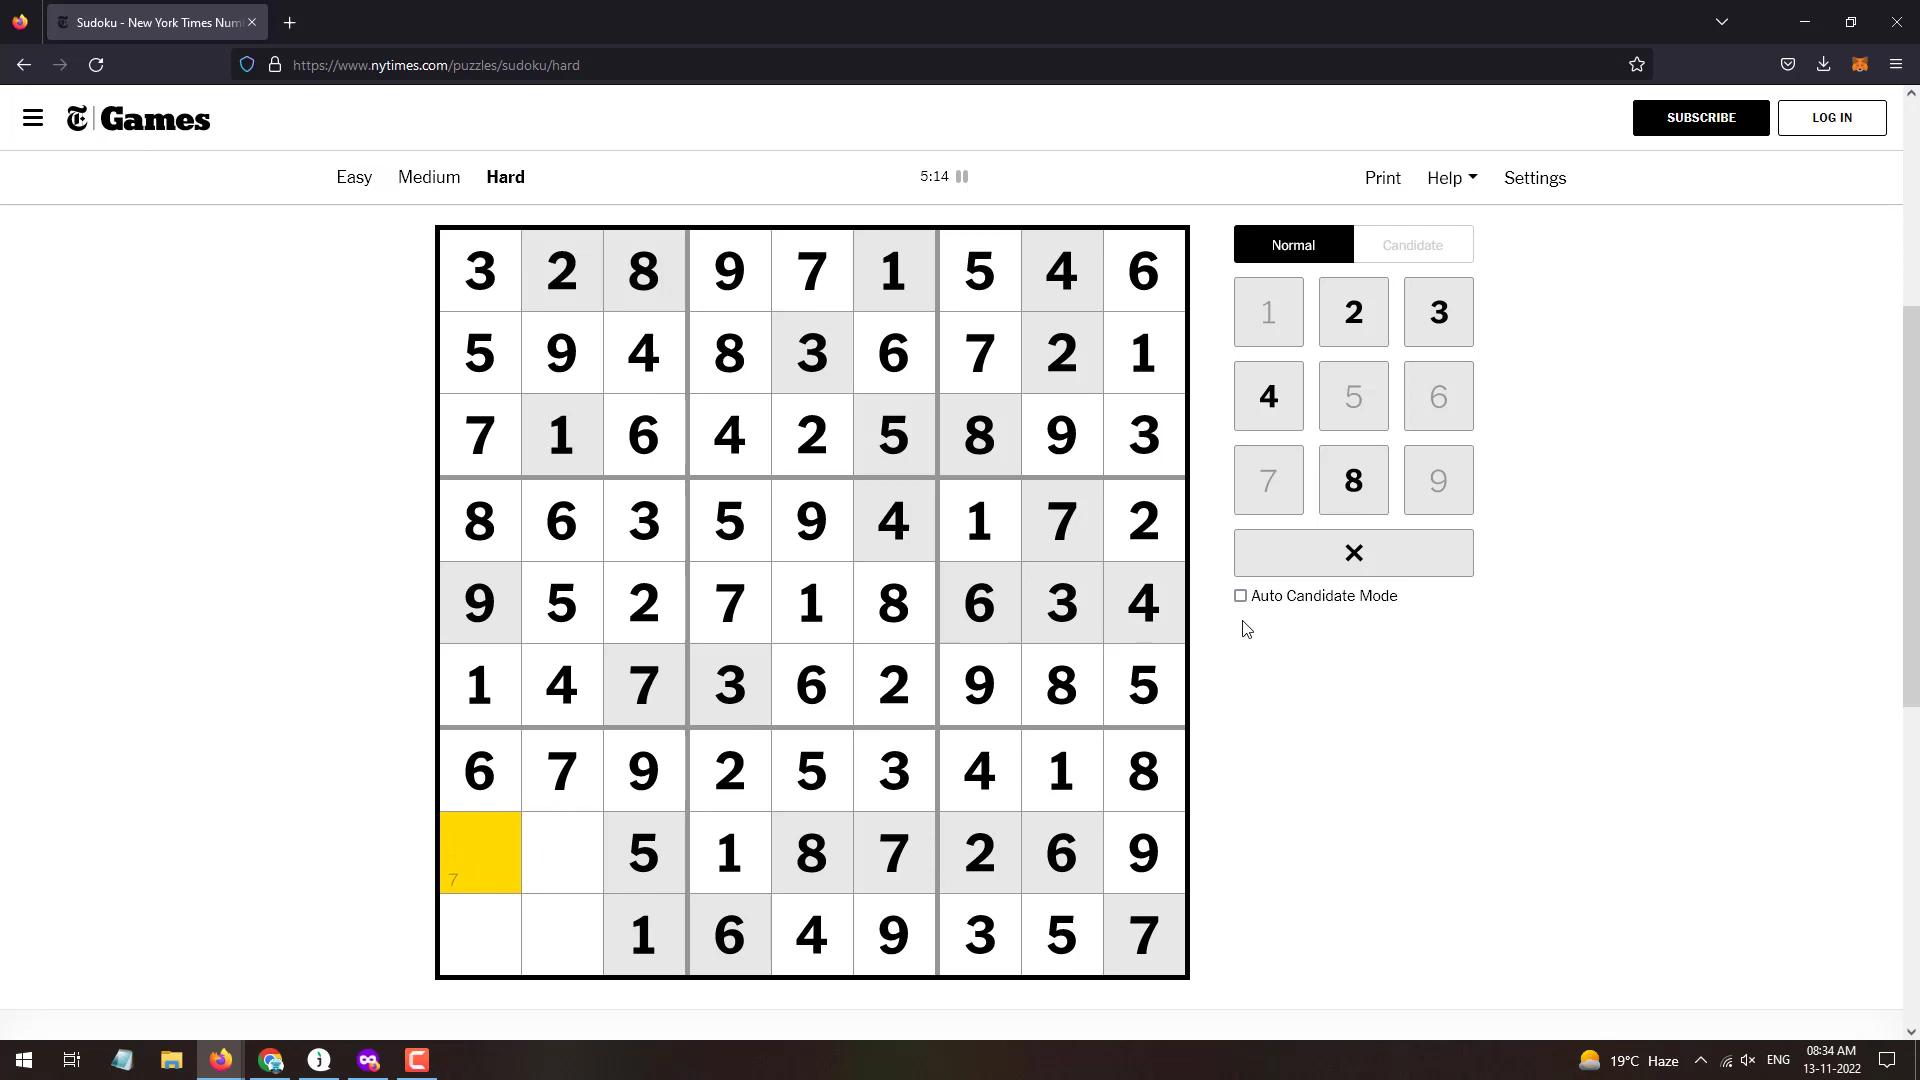 Sudoku - New York Times Num
https://www.nytimes.com/puzzles/sudoku/hard
Games
SUBSCRIBE
LOG IN
Easy Medium Hard
5:14
Print Help Settings
3 2 8 9 7 1 5 4 6
5 9 4 8 3 6 7 2 1
7 1 6 4 2 5 8 9 3
8 6 3 5 9 4 1 7 2
9 5 2 7 1 8 6 3 4
1 4 7 3 6 2 9 8 5
6 7 9 2 5 3 4 1 8
7 5 1 8 7 2 6 9
1 6 4 9 3 5 7
Normal Candidate
1 2 3
4 5 6
7 8 9
Auto Candidate Mode
19°C Haze
ENG
08:34 AM
13-11-2022